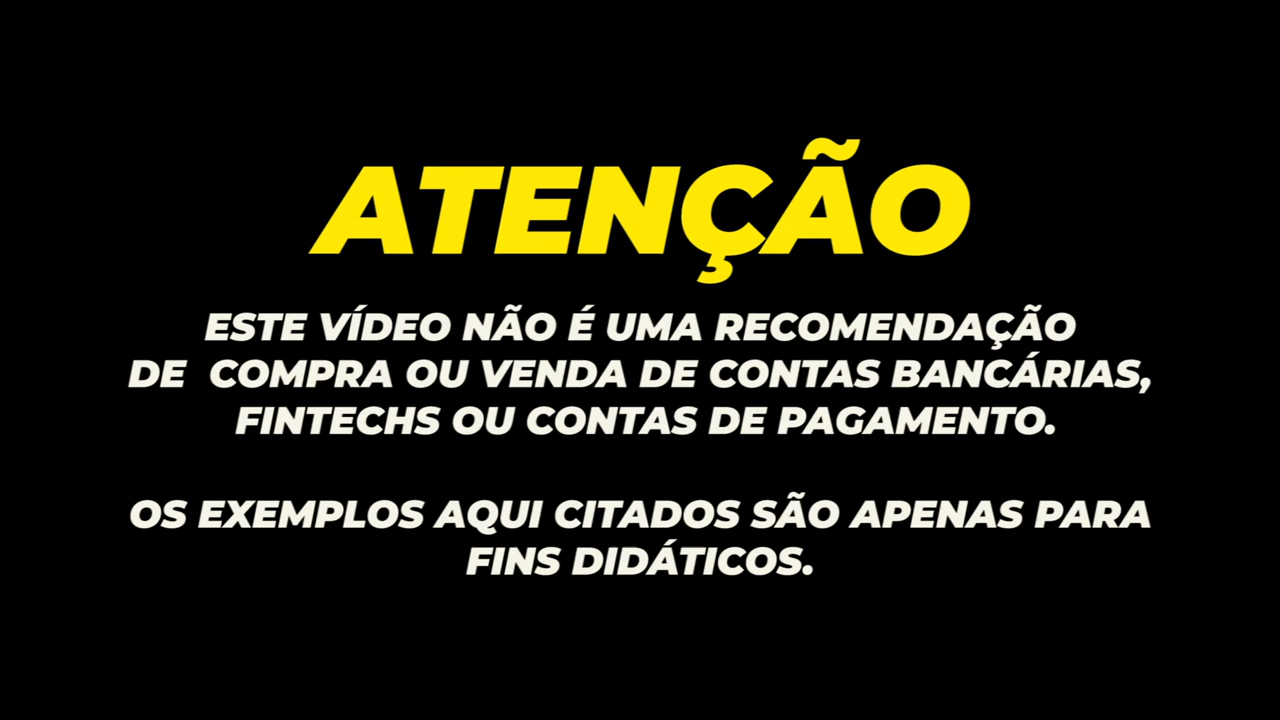 ATENÇÃO
ESTE VÍDEO NÃO É UMA RECOMENDAÇÃO
DE COMPRA OU VENDA DE CONTAS BANCÁRIAS,
FINTECHS OU CONTAS DE PAGAMENTO.
OS EXEMPLOS AQUI CITADOS SÃO APENAS PARA
FINS DIDÁTICOS.